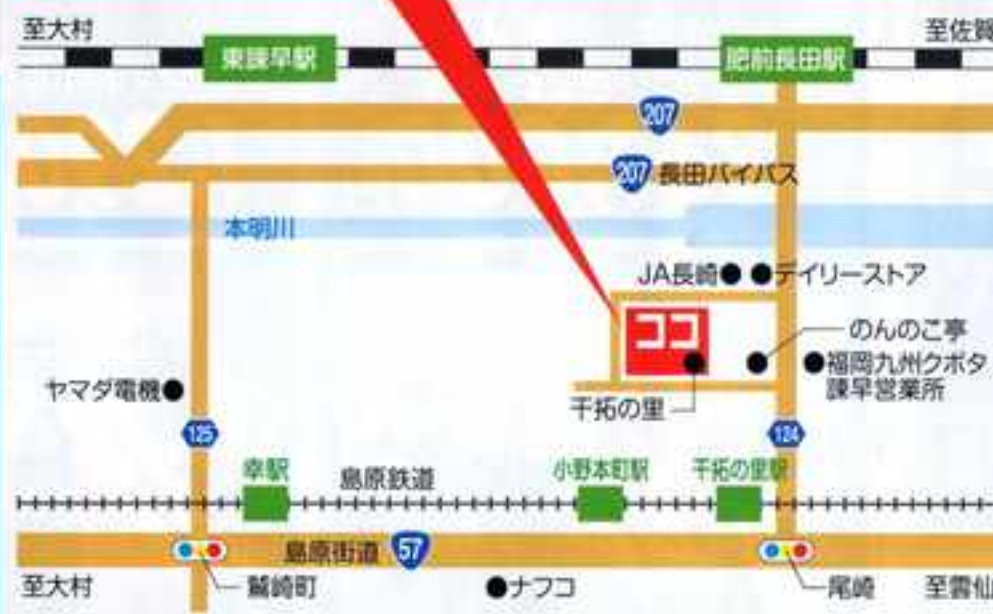 至大村
至佐賀
東諫早駅
肥前長田駅
207
207 長田バイパス
本明川
JA長崎● ●デイリーストア
ココ
のんのこ亭
●福岡九州クボタ
諫早営業所
ヤマダ電機●
干拓の里
125
124
幸駅
島原鉄道
小野本町駅
干拓の里駅
島原街道 57
至大村
鷲崎町
●ナフコ
尾崎
至雲仙